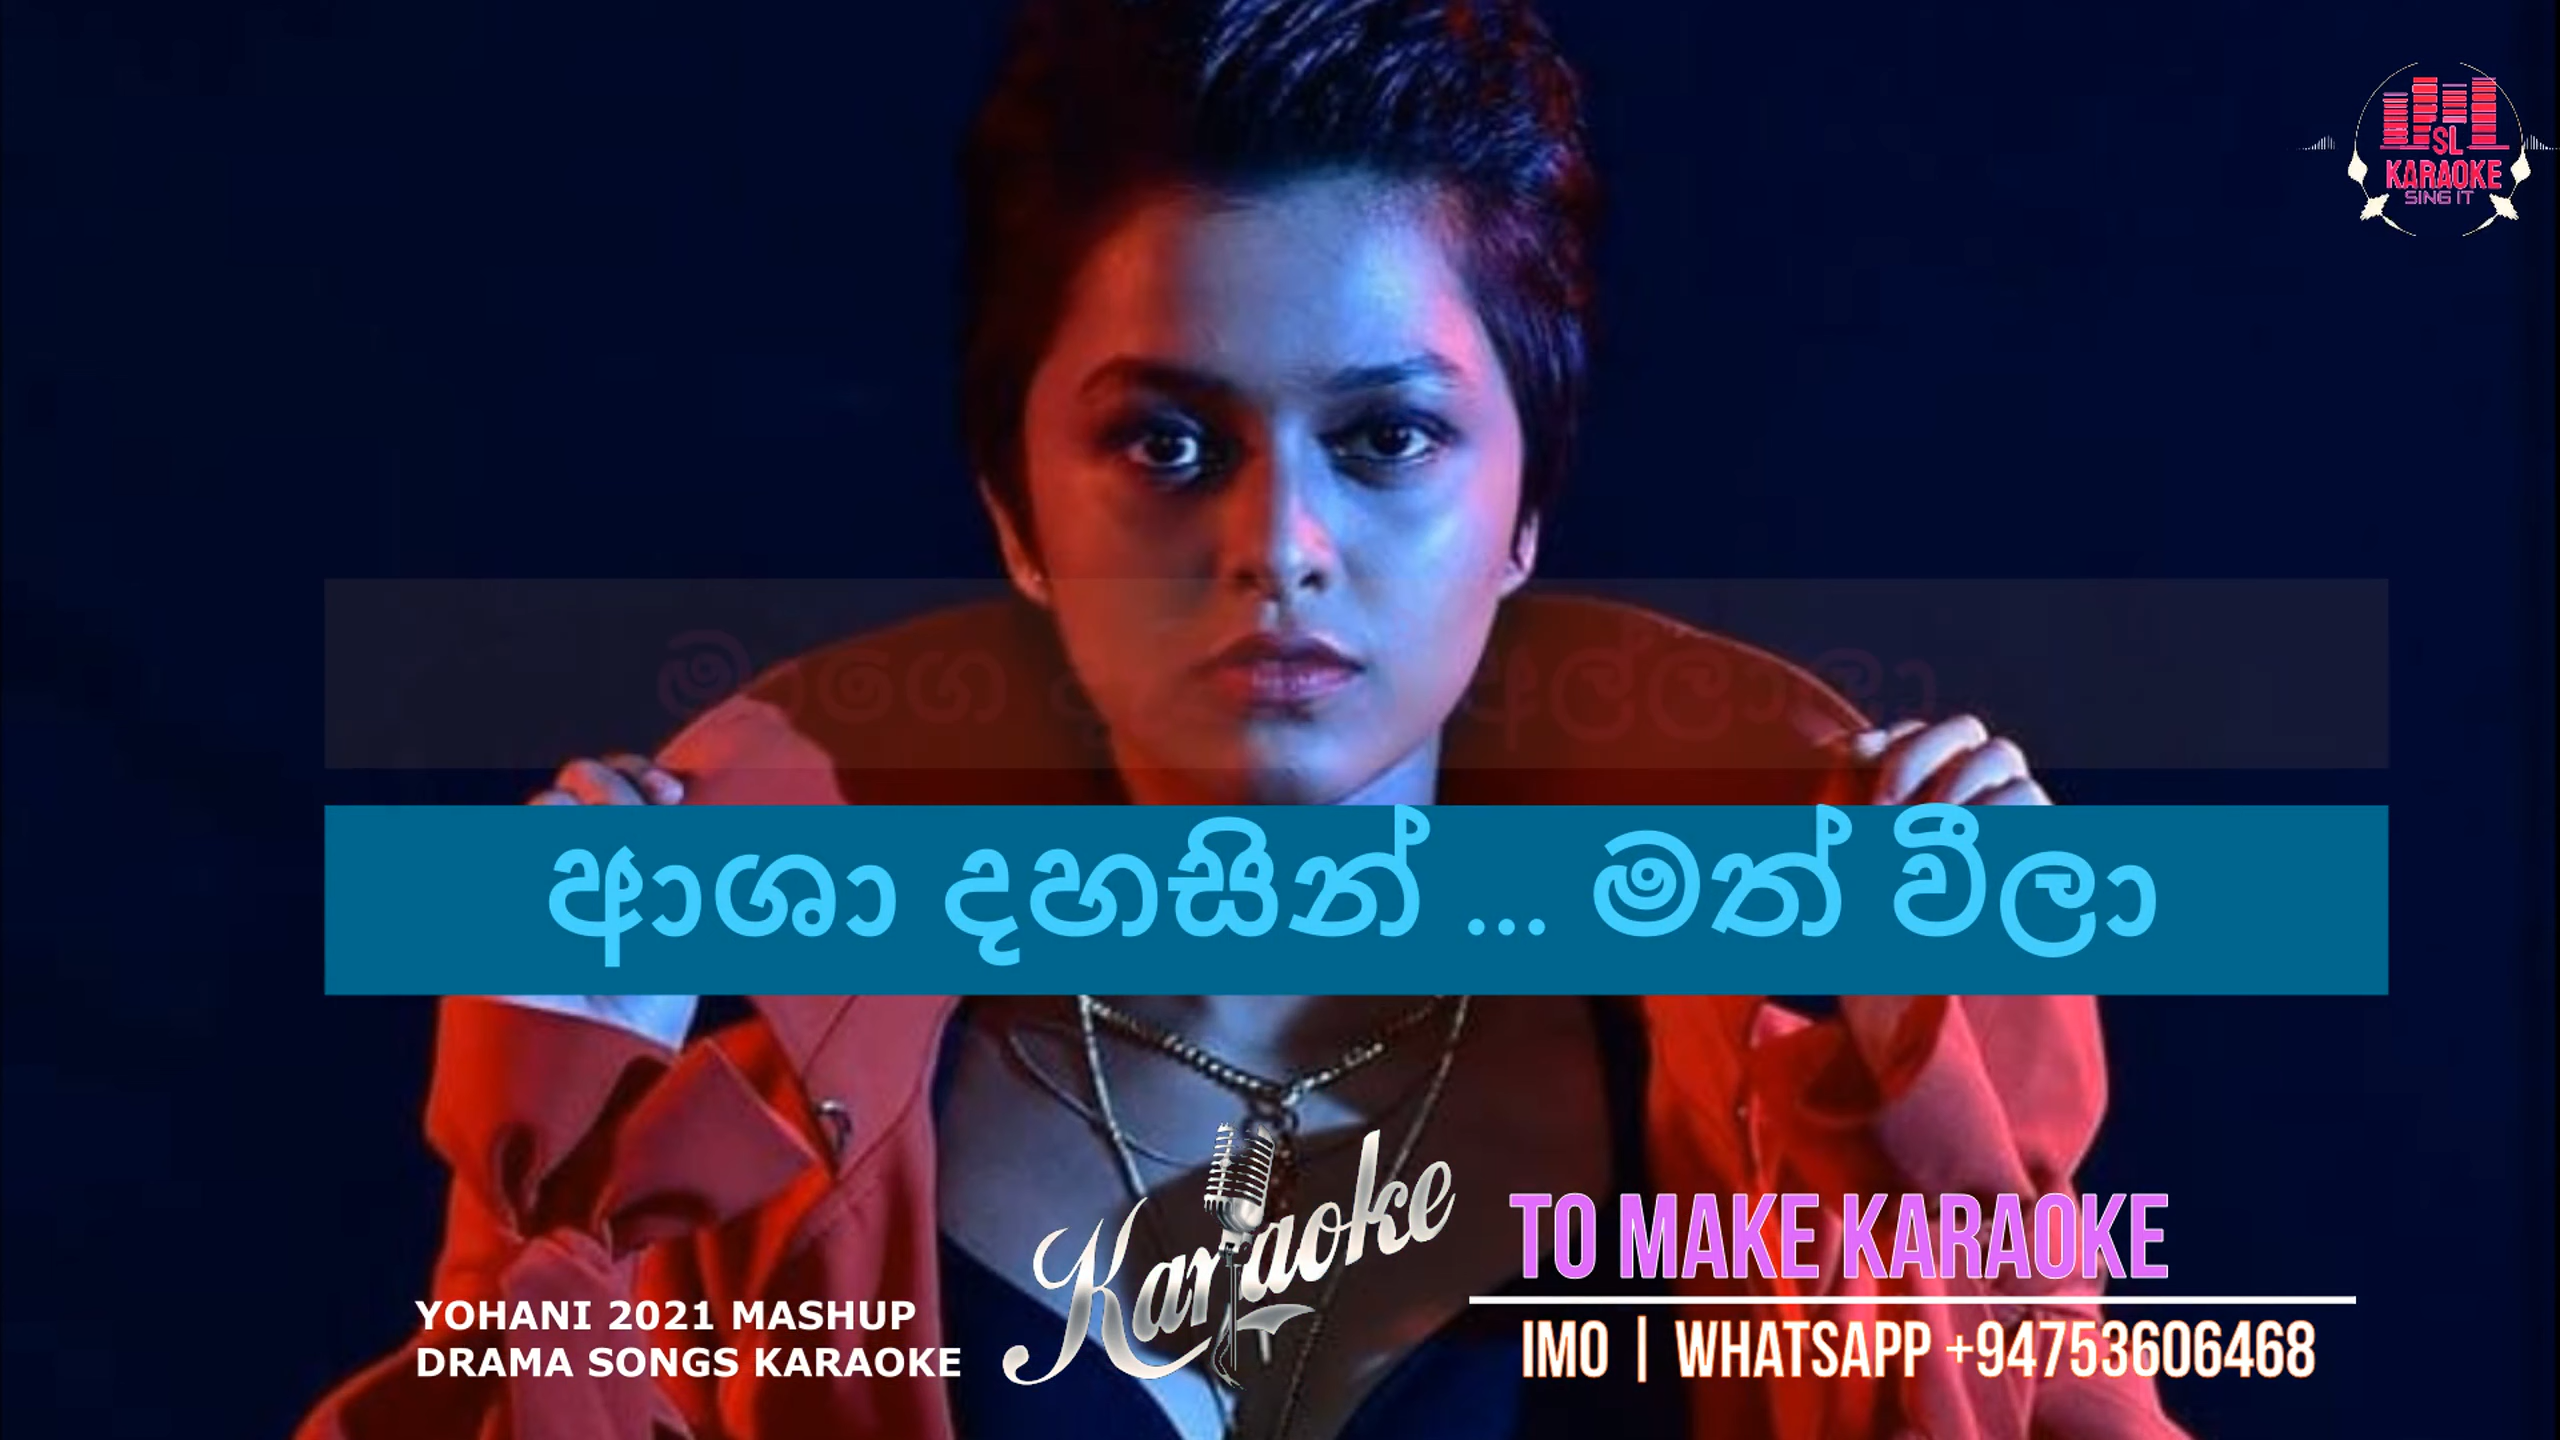 SL
KARAOKE
SING IT
මාගෙ අල්ලාලා
ආශා දහසින් ... මත් වීලා
Karaoke
TO MAKE KARAOKE
YOHANI 2021 MASHUP
DRAMA SONGS KARAOKE
IMO | WHATSAPP +94753606468